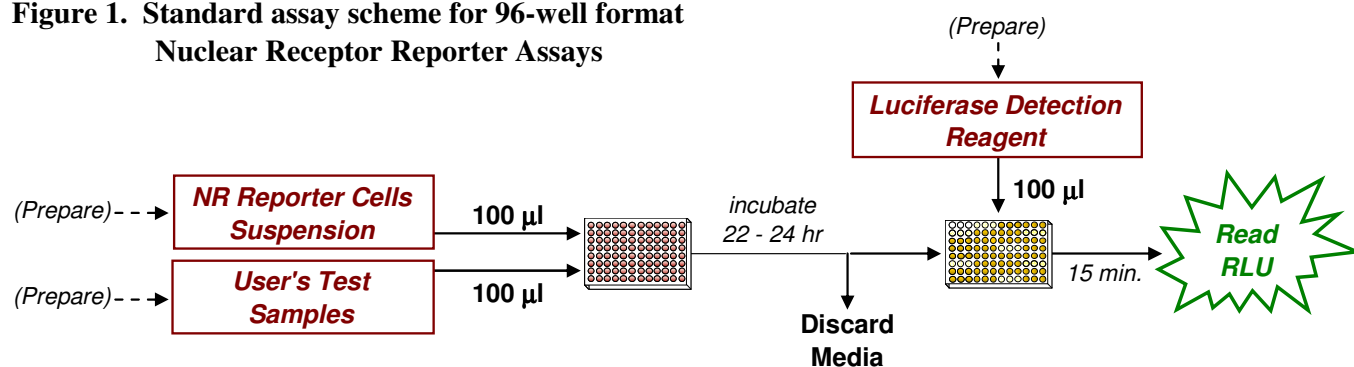 Figure 1.  Standard assay scheme for 96-well format
Nuclear Receptor Reporter Assays
(Prepare)
Luciferase Detection
Reagent
100 µl
(Prepare)
NR Reporter Cells
Suspension
100 µl
(Prepare)
User's Test
Samples
100 µl
incubate
22 - 24 hr
Discard
Media
15 min.
Read
RLU